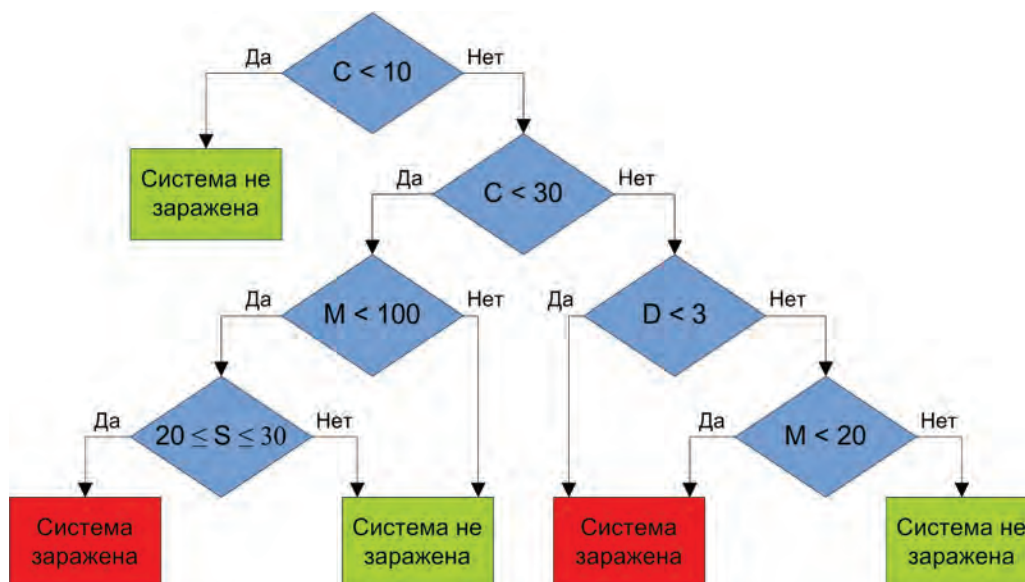 Да
Нет
C < 10
Система не
заражена
Да
Нет
C < 30
Да
Нет
M < 100
Да
Нет
D < 3
Да
Нет
20 ≤ S ≤ 30
Да
Нет
M < 20
Система
заражена
Система не
заражена
Система
заражена
Система не
заражена